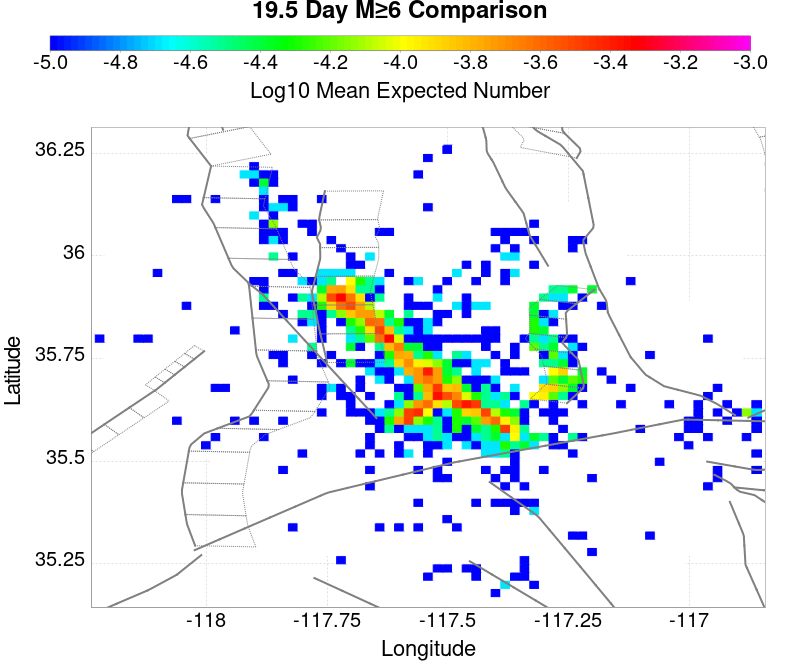 19.5 Day M≥6 Comparison
-5.0 -4.8 -4.6 -4.4 -4.2 -4.0 -3.8 -3.6 -3.4 -3.2 -3.0
Log10 Mean Expected Number
36.25
36
35.75
35.5
35.25
Latitude
-118 -117.75 -117.5 -117.25 -117
Longitude